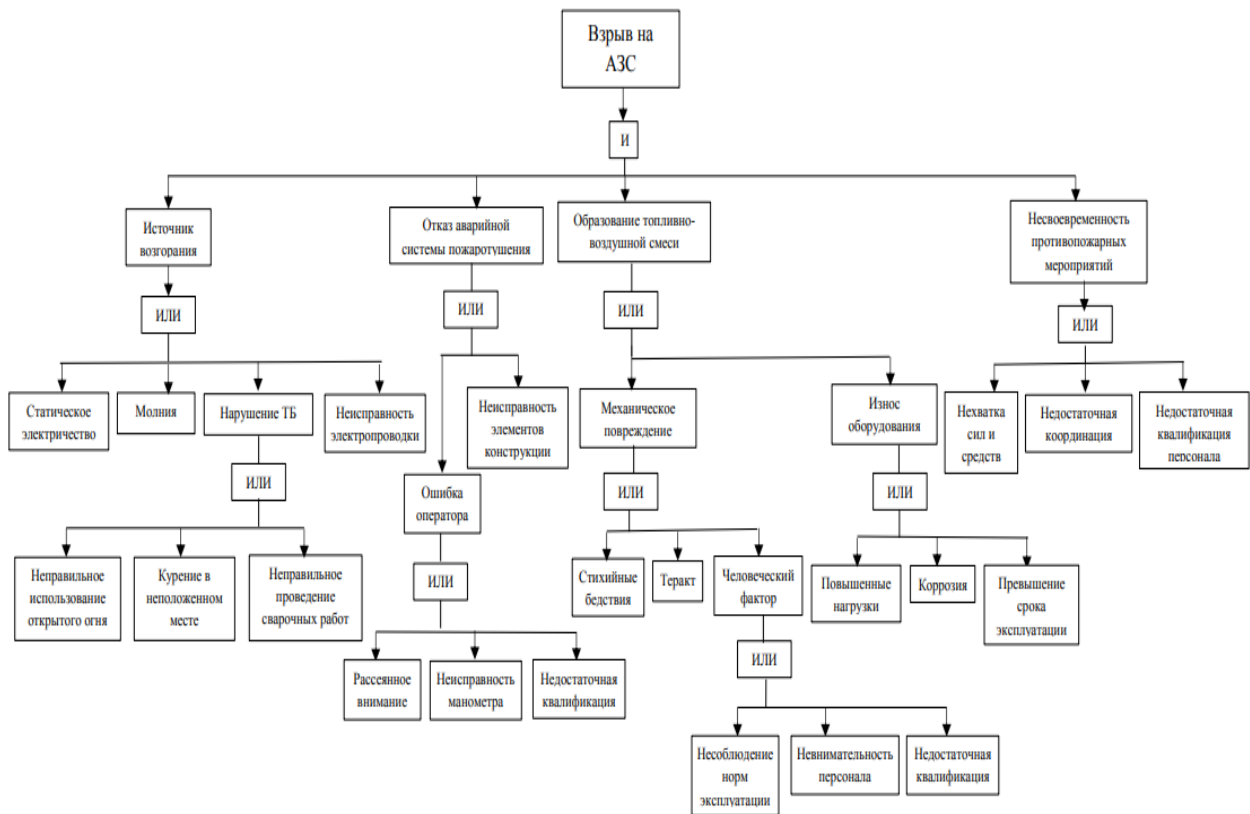 Взрыв на
АЗС
И
Источник
возгорания
Отказ аварийной
системы пожаротушения
Образование топливно-
воздушной смеси
Несвоевременность
противопожарных
мероприятий
ИЛИ
ИЛИ
ИЛИ
ИЛИ
Статическое
электричество
Молния
Нарушение ТБ
Неисправность
электропроводки
Неисправность
элементов
конструкции
Механическое
повреждение
Износ
оборудования
Нехватка
сил и
средств
Недостаточная
координация
Недостаточная
квалификация
персонала
ИЛИ
Ошибка
оператора
ИЛИ
ИЛИ
Неправильное
использование
открытого огня
Курение в
неположенном
месте
Неправильное
проведение
сварочных работ
ИЛИ
Стихийные
бедствия
Теракт
Человеческий
фактор
Повышенные
нагрузки
Коррозия
Превышение
срока
эксплуатации
Рассеянное
внимание
Неисправность
манометра
Недостаточная
квалификация
ИЛИ
Несоблюдение
норм
эксплуатации
Невнимательность
персонала
Недостаточная
квалификация